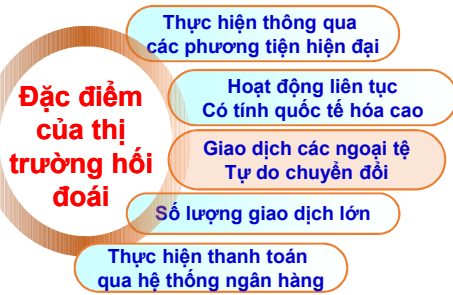 Đặc điểm
của thị
trường hối
đoái
Thực hiện thông qua
các phương tiện hiện đại
Hoạt động liên tục
Có tính quốc tế hóa cao
Giao dịch các ngoại tệ
Tự do chuyển đổi
Số lượng giao dịch lớn
Thực hiện thanh toán
qua hệ thống ngân hàng